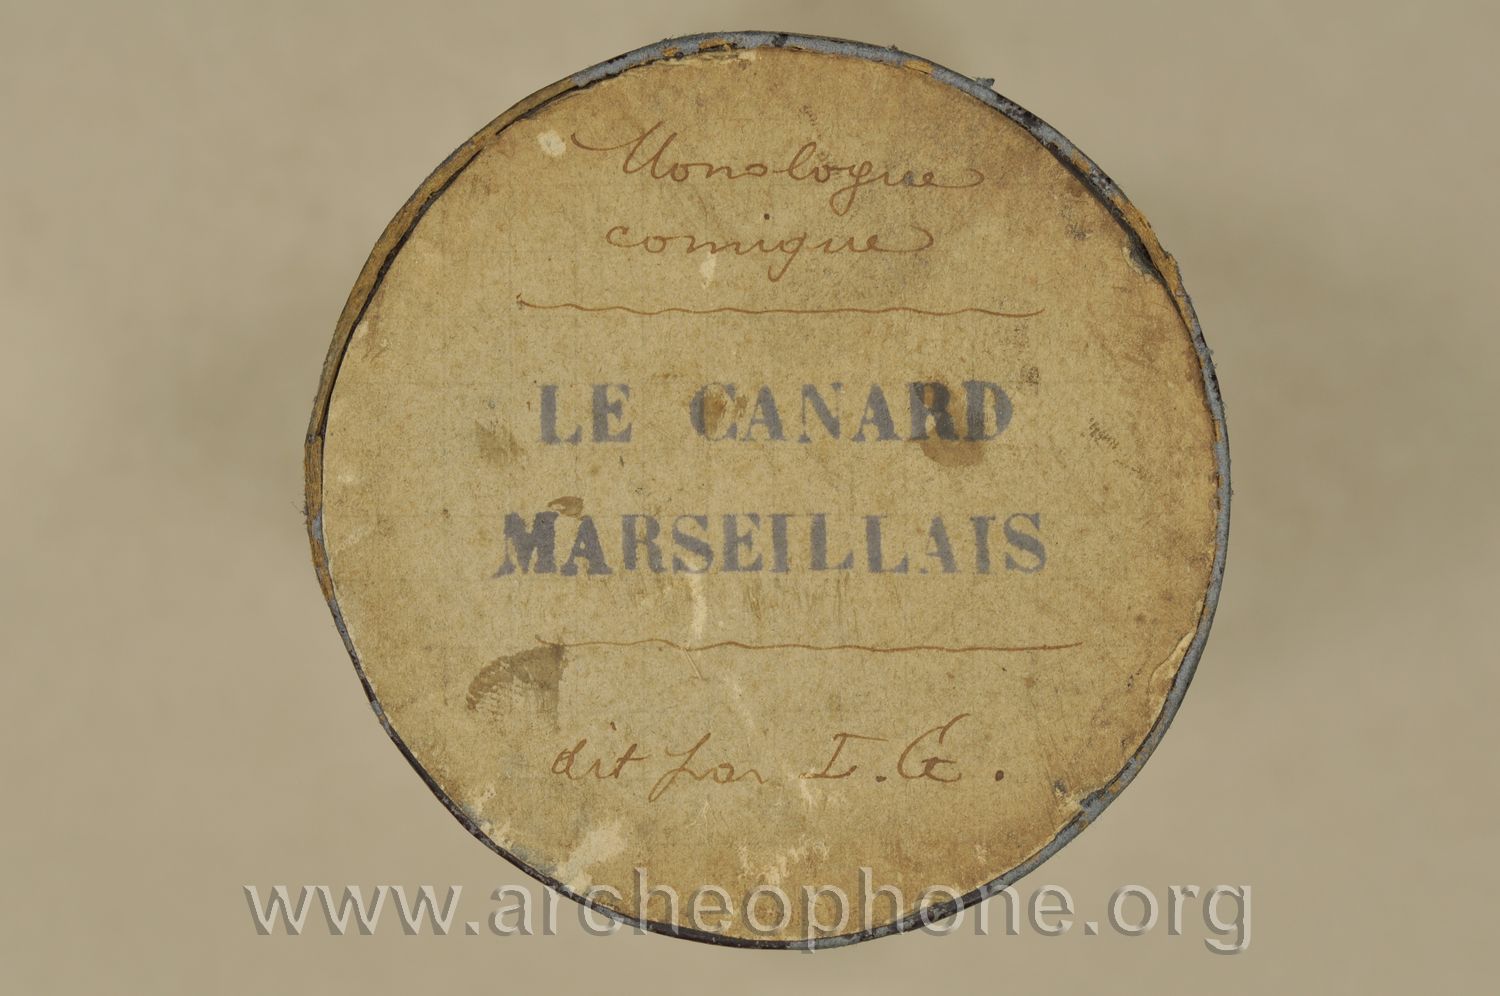 Monologue
comique
LE CANARD
MARSEILLAIS
dit par I. G.
www.archeophone.org